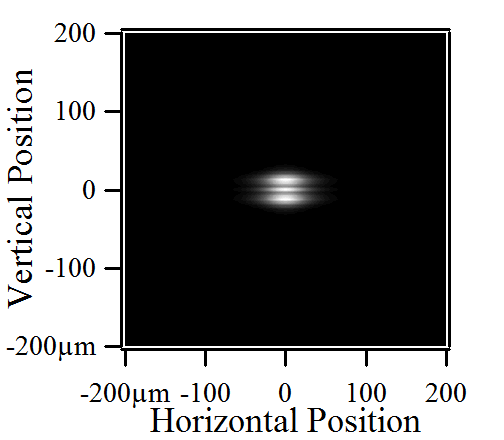 Vertical Position
200
100
0
-100
-200µm
-200µm -100 0 100 200
Horizontal Position